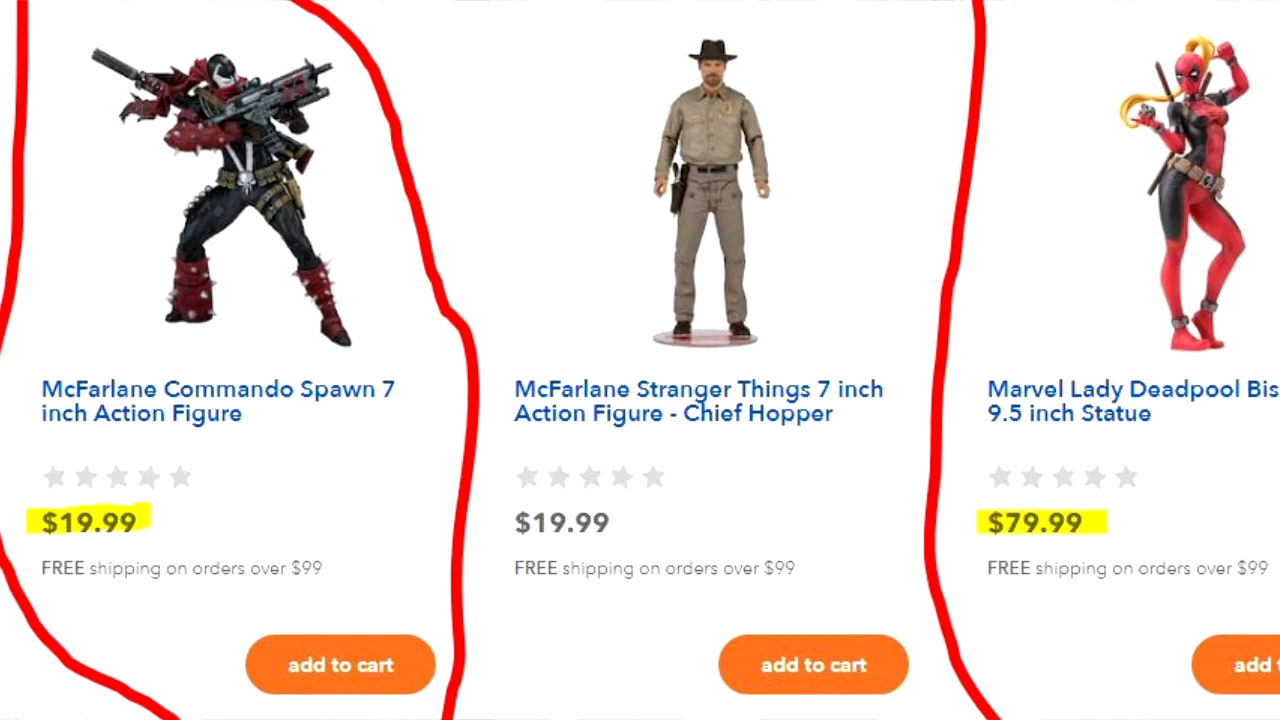 McFarlane Commando Spawn 7
inch Action Figure
$19.99
FREE shipping on orders over $99
add to cart
McFarlane Stranger Things 7 inch
Action Figure - Chief Hopper
$19.99
FREE shipping on orders over $99
add to cart
Marvel Lady Deadpool Bis
9.5 inch Statue
$79.99
FREE shipping on orders over $99
add